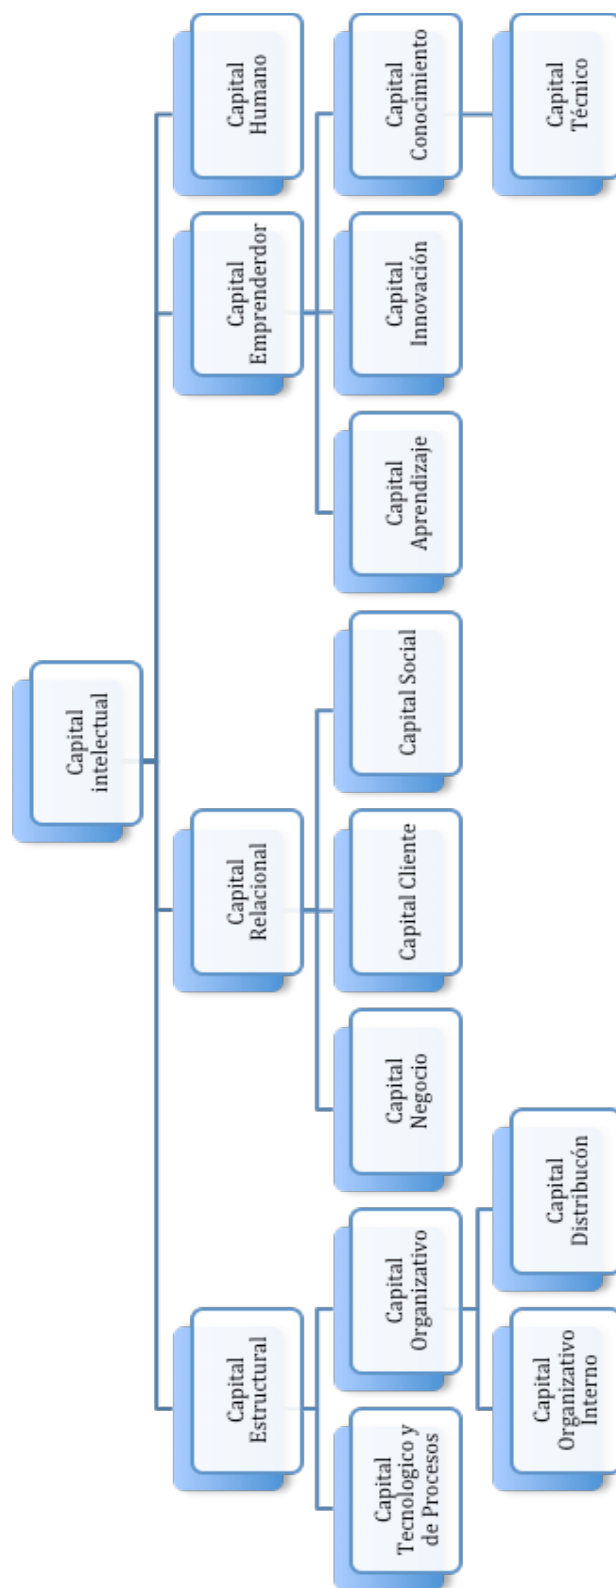 Capital
intelectual
Capital
Estructural
Capital
Relacional
Capital
Emprenderdor
Capital
Humano
Capital
Tecnologico y
de Procesos
Capital
Organizativo
Capital
Negocio
Capital Cliente
Capital Social
Capital
Aprendizaje
Capital
Innovación
Capital
Conocimiento
Capital
Organizativo
Interno
Capital
Distribucón
Capital
Técnico